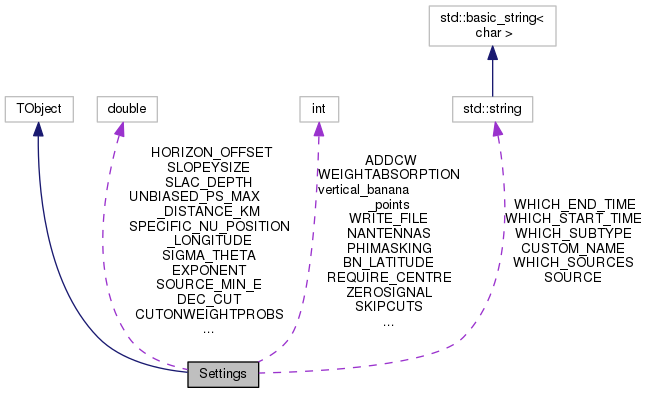 std::basic_string<
char >
TObject
double
int
std::string
HORIZON_OFFSET
SLOPEYSIZE
SLAC_DEPTH
UNBIASED_PS_MAX
_DISTANCE_KM
SPECIFIC_NU_POSITION
_LONGITUDE
SIGMA_THETA
EXPONENT
SOURCE_MIN_E
DEC_CUT
CUTONWEIGHTPROBS
...
ADDCW
WEIGHTABSORPTION
vertical_banana
_points
WRITE_FILE
NANTENNAS
PHIMASKING
BN_LATITUDE
REQUIRE_CENTRE
ZEROSIGNAL
SKIPCUTS
...
WHICH_END_TIME
WHICH_START_TIME
WHICH_SUBTYPE
CUSTOM_NAME
WHICH_SOURCES
SOURCE
Settings